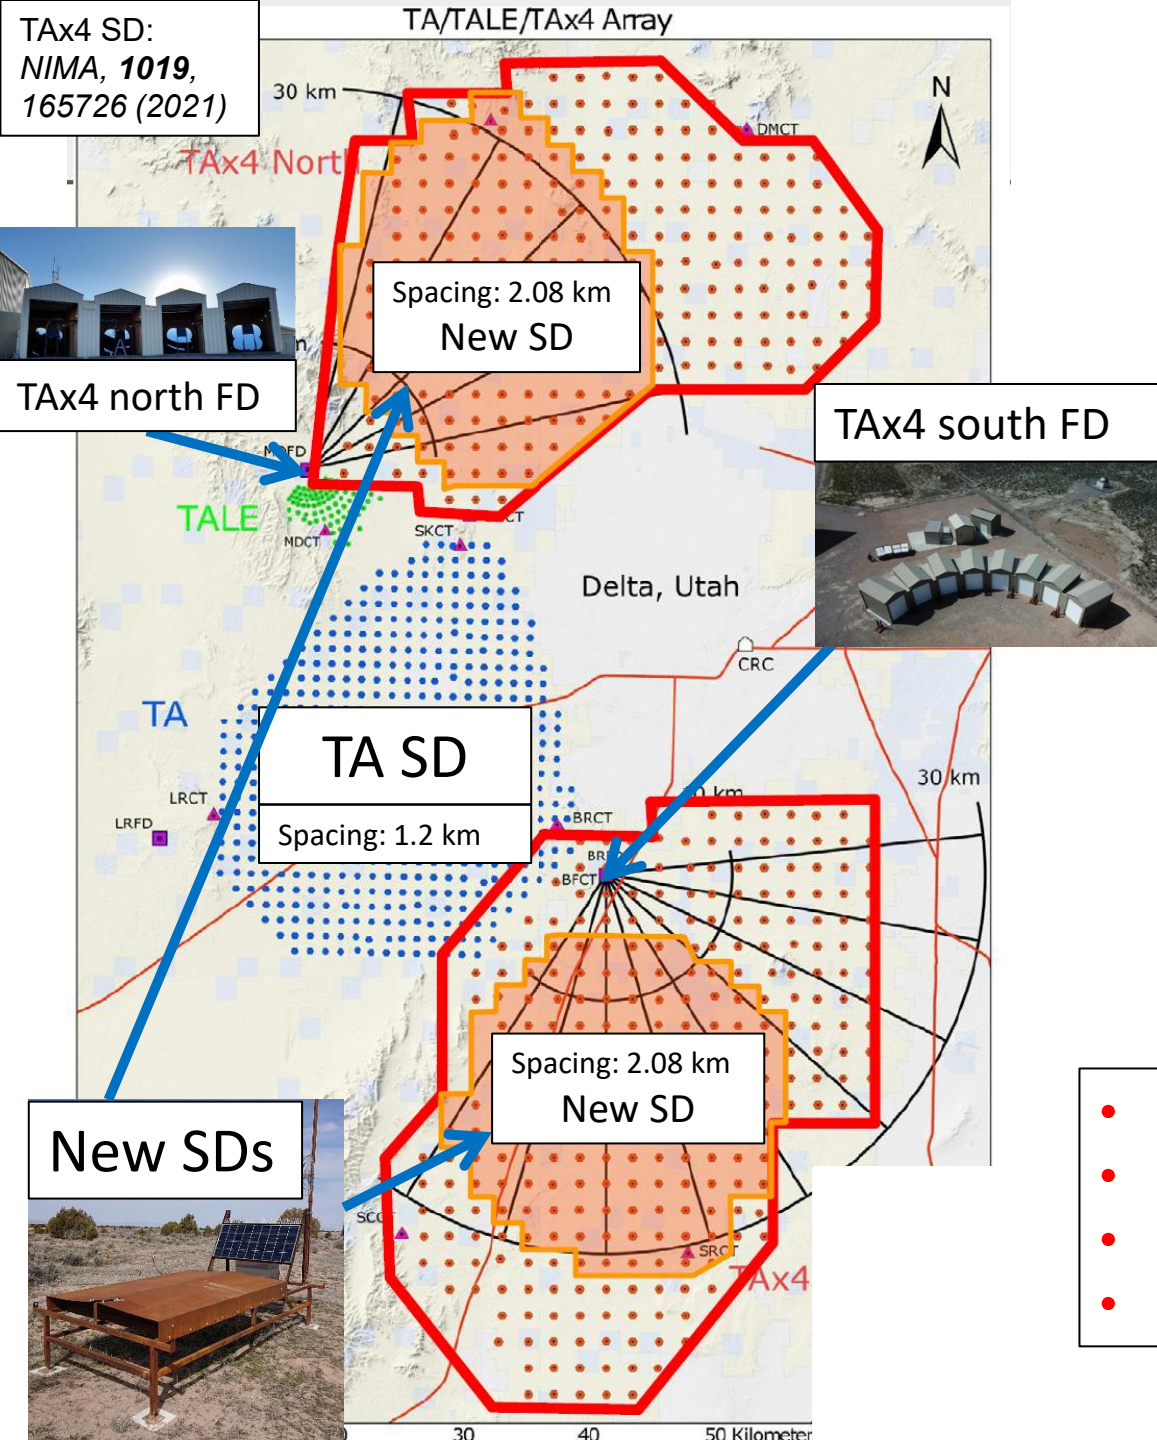 TA/TALE/TAx4 Array
TAx4 SD:
NIMA, 1019,
165726 (2021)
30 km
N
DMCT
TAx4 North
Spacing: 2.08 km
New SD
TAx4 north FD
TAx4 south FD
TALE
MDCT
SKCT
Delta, Utah
CRC
TA
TA SD
Spacing: 1.2 km
30 km
LRCT
LRFD
BRCT
BFCT
Spacing: 2.08 km
New SD
New SDs
SRCT
TAx4
30
40
50 Kilometer